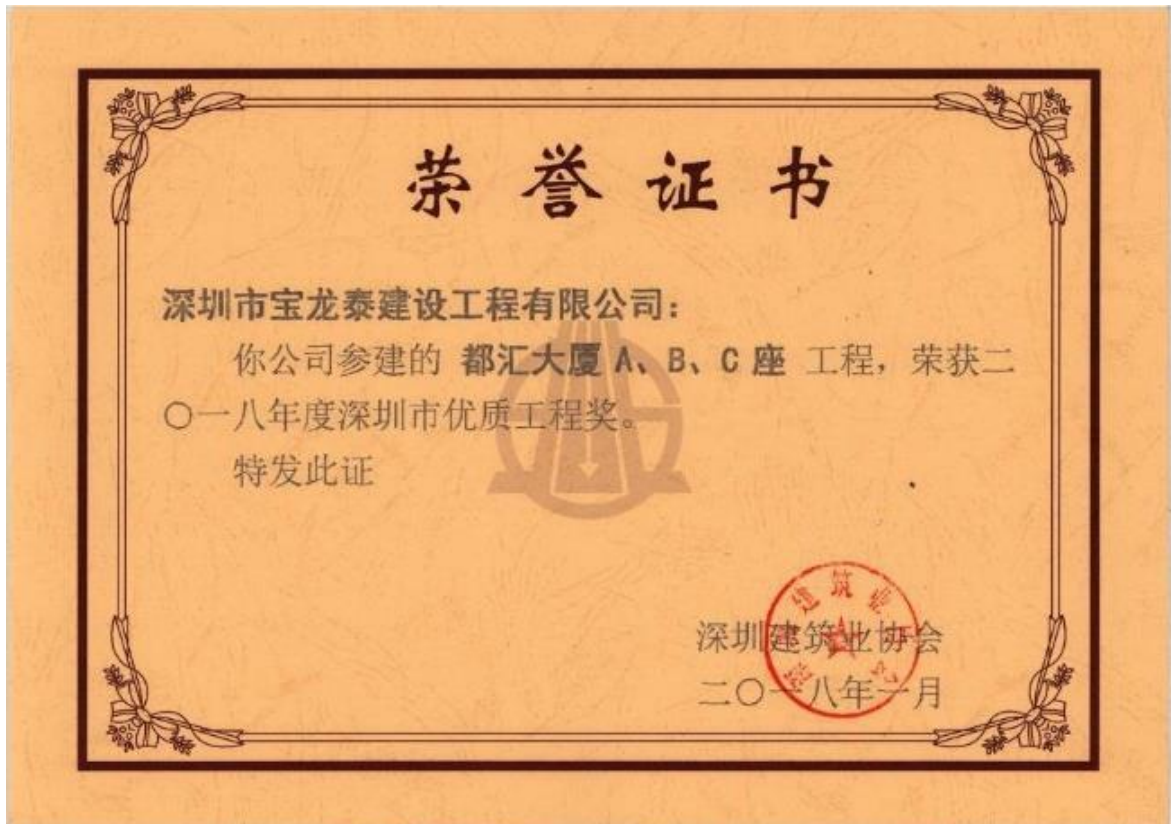 荣誉证书
深圳市宝龙泰建设工程有限公司：
你公司参建的 都汇大厦 A、B、C 座 工程，荣获二
〇一八年度深圳市优质工程奖。
特发此证
深圳建筑业协会
二〇一八年一月